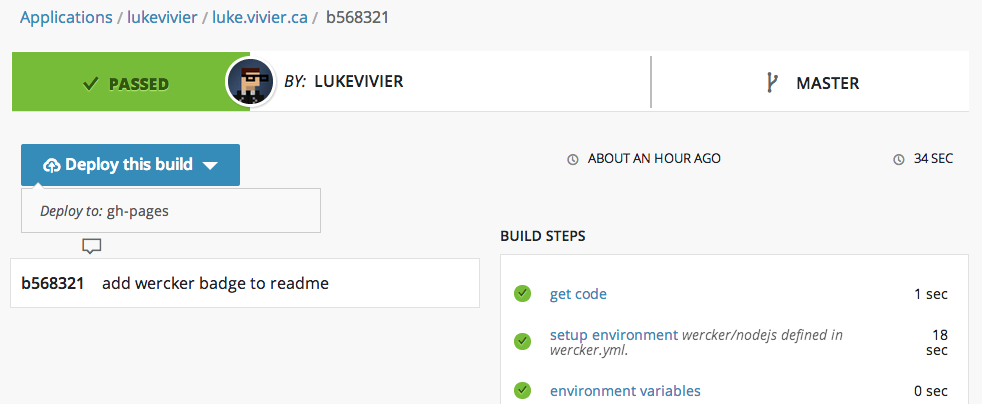 Applications / lukevivier / luke.vivier.ca / b568321
PASSED
BY: LUKEVIVIER
MASTER
Deploy this build
ABOUT AN HOUR AGO
34 SEC
Deploy to: gh-pages
b568321 add wercker badge to readme
BUILD STEPS
get code 1 sec
setup environment wercker/nodejs defined in
wercker.yml.
18
sec
environment variables 0 sec